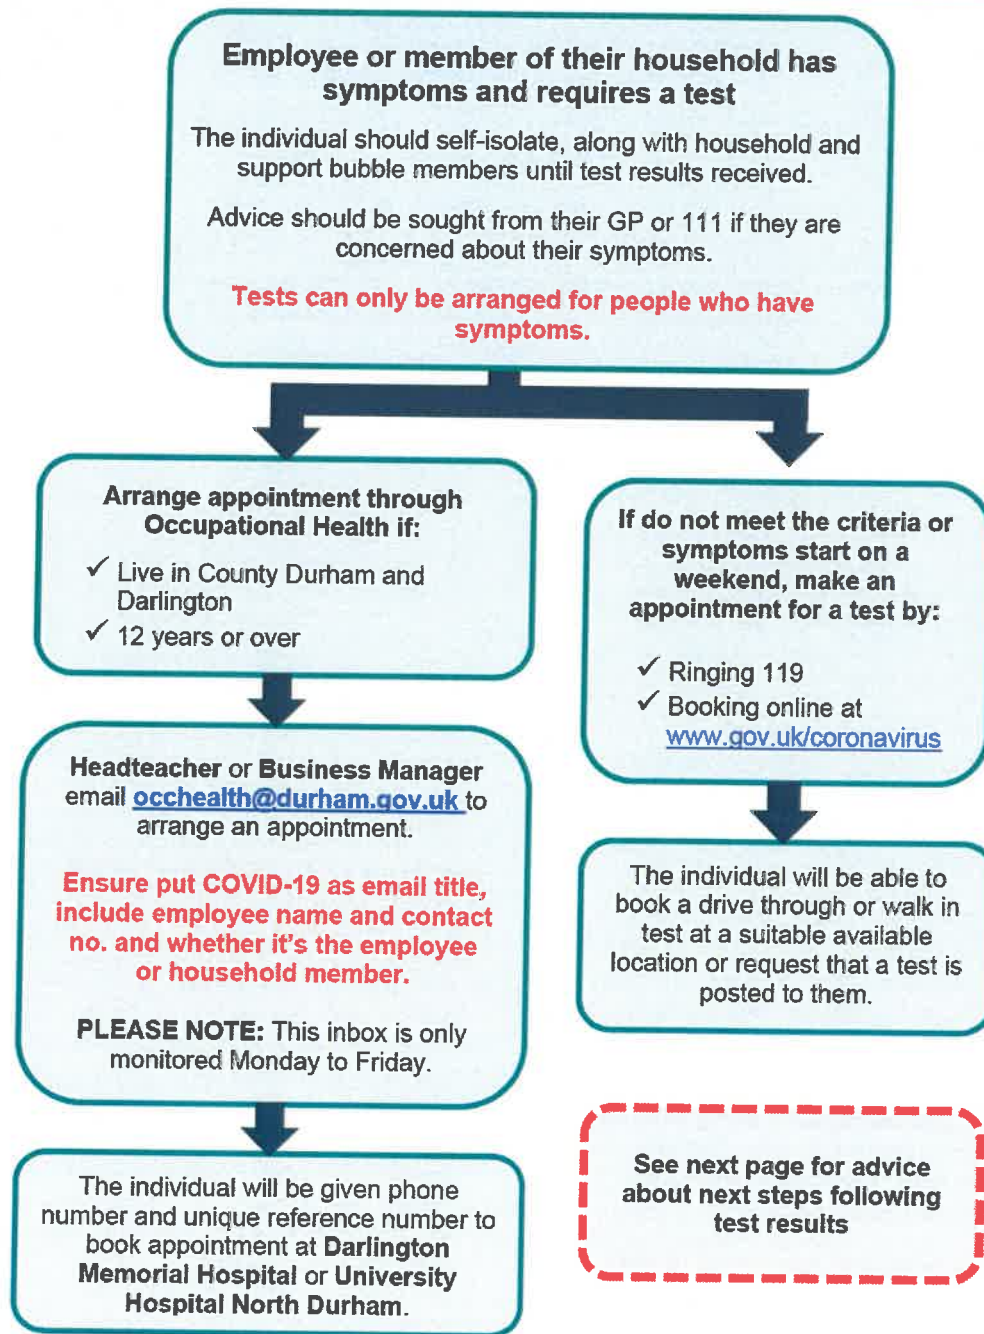 Employee or member of their household has
symptoms and requires a test
The individual should self-isolate, along with household and
support bubble members until test results received.
Advice should be sought from their GP or 111 if they are
concerned about their symptoms.
Tests can only be arranged for people who have
symptoms.
Arrange appointment through
Occupational Health if:
✓ Live in County Durham and
Darlington
✓ 12 years or over
Headteacher or Business Manager
email occhealth@durham.gov.uk to
arrange an appointment.
Ensure put COVID-19 as email title,
include employee name and contact
no. and whether it's the employee
or household member.
PLEASE NOTE: This inbox is only
monitored Monday to Friday.
The individual will be given phone
number and unique reference number to
book appointment at Darlington
Memorial Hospital or University
Hospital North Durham.
If do not meet the criteria or
symptoms start on a
weekend, make an
appointment for a test by:
✓ Ringing 119
✓ Booking online at
www.gov.uk/coronavirus
The individual will be able to
book a drive through or walk in
test at a suitable available
location or request that a test is
posted to them.
See next page for advice
about next steps following
test results